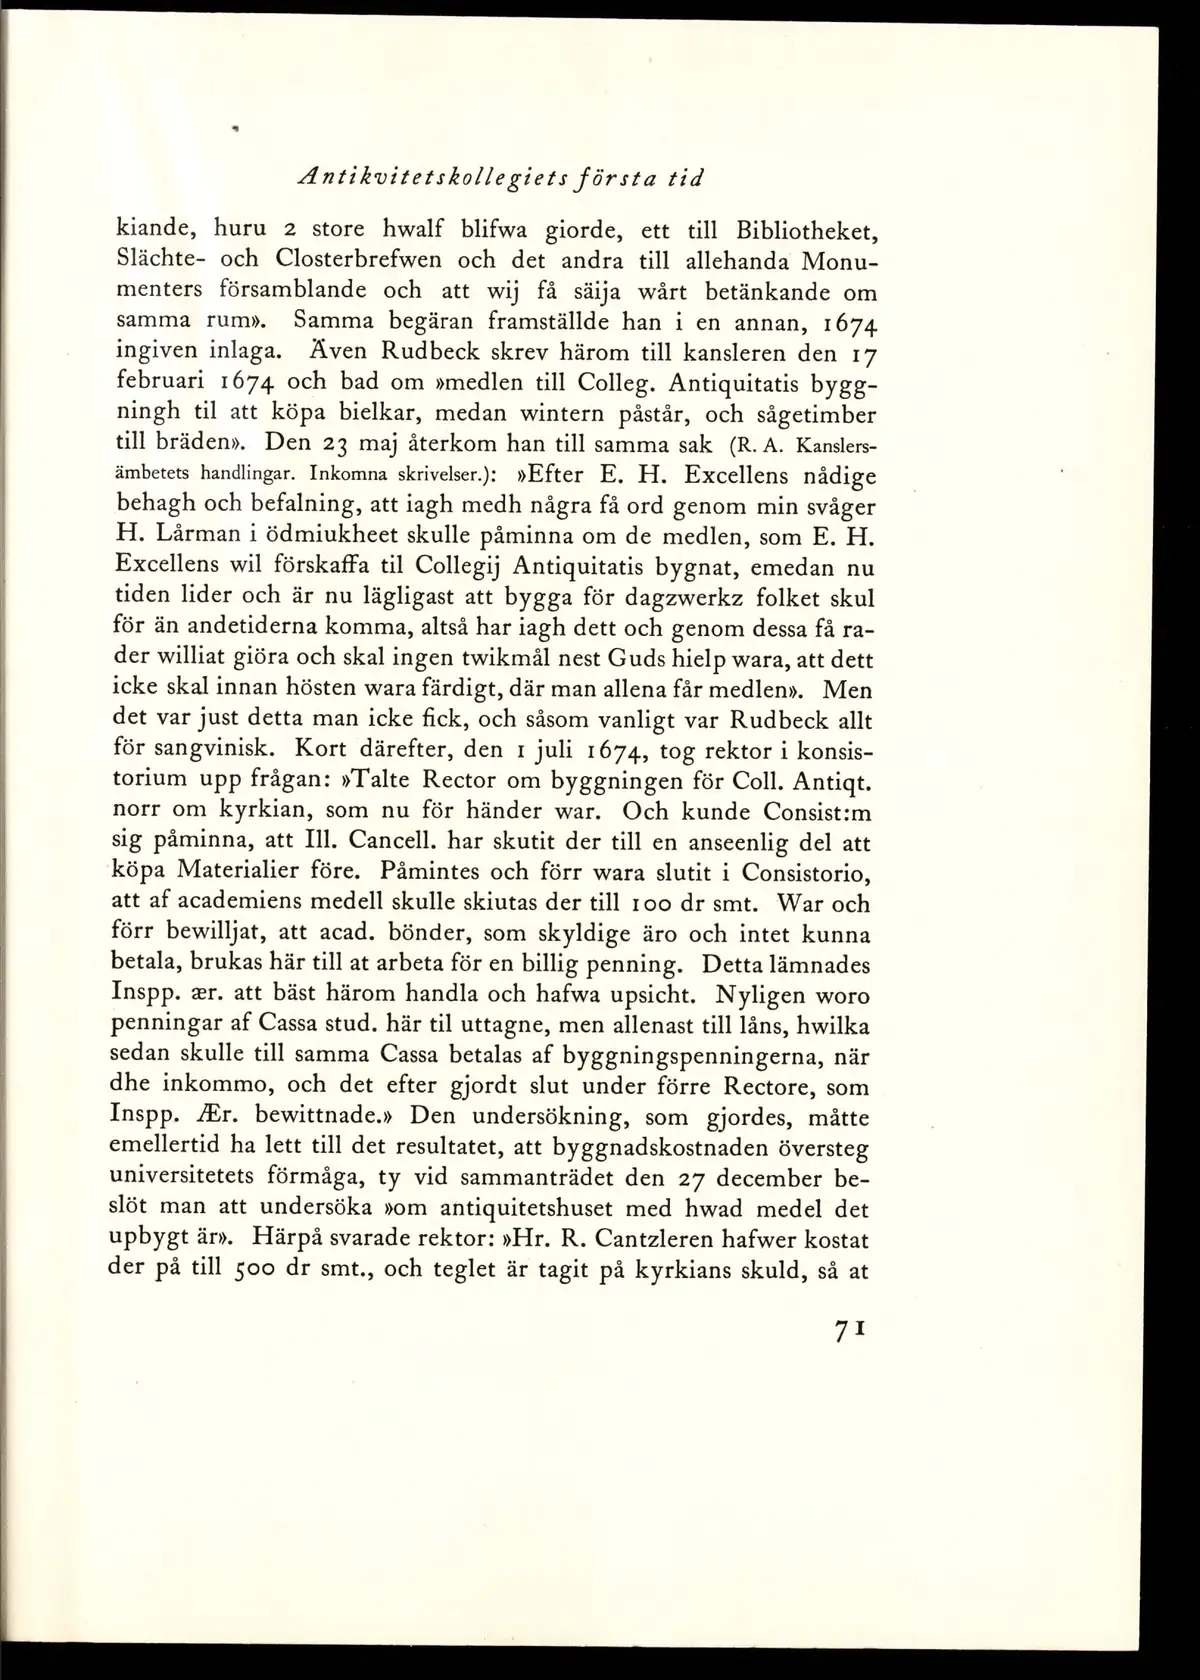 Antikvitetskollegiets första tid
kiande, huru 2 store hwalf blifwa giorde, ett till Bibliotheket,
Slächte- och Closterbrefwen och det andra till allehanda Monu-
menters församblande och att wij få säija wårt betänkande om
samma rum». Samma begäran framställde han i en annan, 1674
ingiven inlaga. Även Rudbeck skrev härom till kansleren den 17
februari 1674 och bad om »medlen till Colleg. Antiquitatis bygg-
ningh til att köpa bielkar, medan wintern påstår, och sågetimber
till bräden». Den 23 maj återkom han till samma sak (R. A. Kanslers-
ämbetets handlingar. Inkomna skrivelser.): »Efter E. H. Excellens nådige
behagh och befalning, att iagh medh några få ord genom min svåger
H. Lårman i ödmiukheet skulle påminna om de medlen, som E. H.
Excellens wil förskaffa til Collegij Antiquitatis bygnat, emedan nu
tiden lider och är nu lägligast att bygga för dagzwerkz folket skul
för än andetiderna komma, altså har iagh dett och genom dessa få ra-
der williat giöra och skal ingen twikmål nest Guds hielp wara, att dett
icke skal innan hösten wara färdigt, där man allena får medlen». Men
det var just detta man icke fick, och såsom vanligt var Rudbeck allt
för sangvinisk. Kort därefter, den 1 juli 1674, tog rektor i konsis-
torium upp frågan: »Talte Rector om byggningen för Coll. Antiqt.
norr om kyrkian, som nu för händer war. Och kunde Consist:m
sig påminna, att Ill. Cancell. har skutit der till en anseenlig del att
köpa Materialier före. Påmintes och förr wara slutit i Consistorio,
att af academiens medell skulle skiutas der till 100 dr smt. War och
förr bewilljat, att acad. bönder, som skyldige äro och intet kunna
betala, brukas här till at arbeta för en billig penning. Detta lämnades
Inspp. ær. att bäst härom handla och hafwa upsicht. Nyligen woro
penningar af Cassa stud. här til uttagne, men allenast till låns, hwilka
sedan skulle till samma Cassa betalas af byggningspenningerna, när
dhe inkommo, och det efter gjordt slut under förre Rectore, som
Inspp. Ær. bewittnade.» Den undersökning, som gjordes, måtte
emellertid ha lett till det resultatet, att byggnadskostnaden översteg
universitetets förmåga, ty vid sammanträdet den 27 december be-
slöt man att undersöka »om antiquitetshuset med hwad medel det
upbygt är». Härpå svarade rektor: »Hr. R. Cantzleren hafwer kostat
der på till 500 dr smt., och teglet är tagit på kyrkians skuld, så at
71